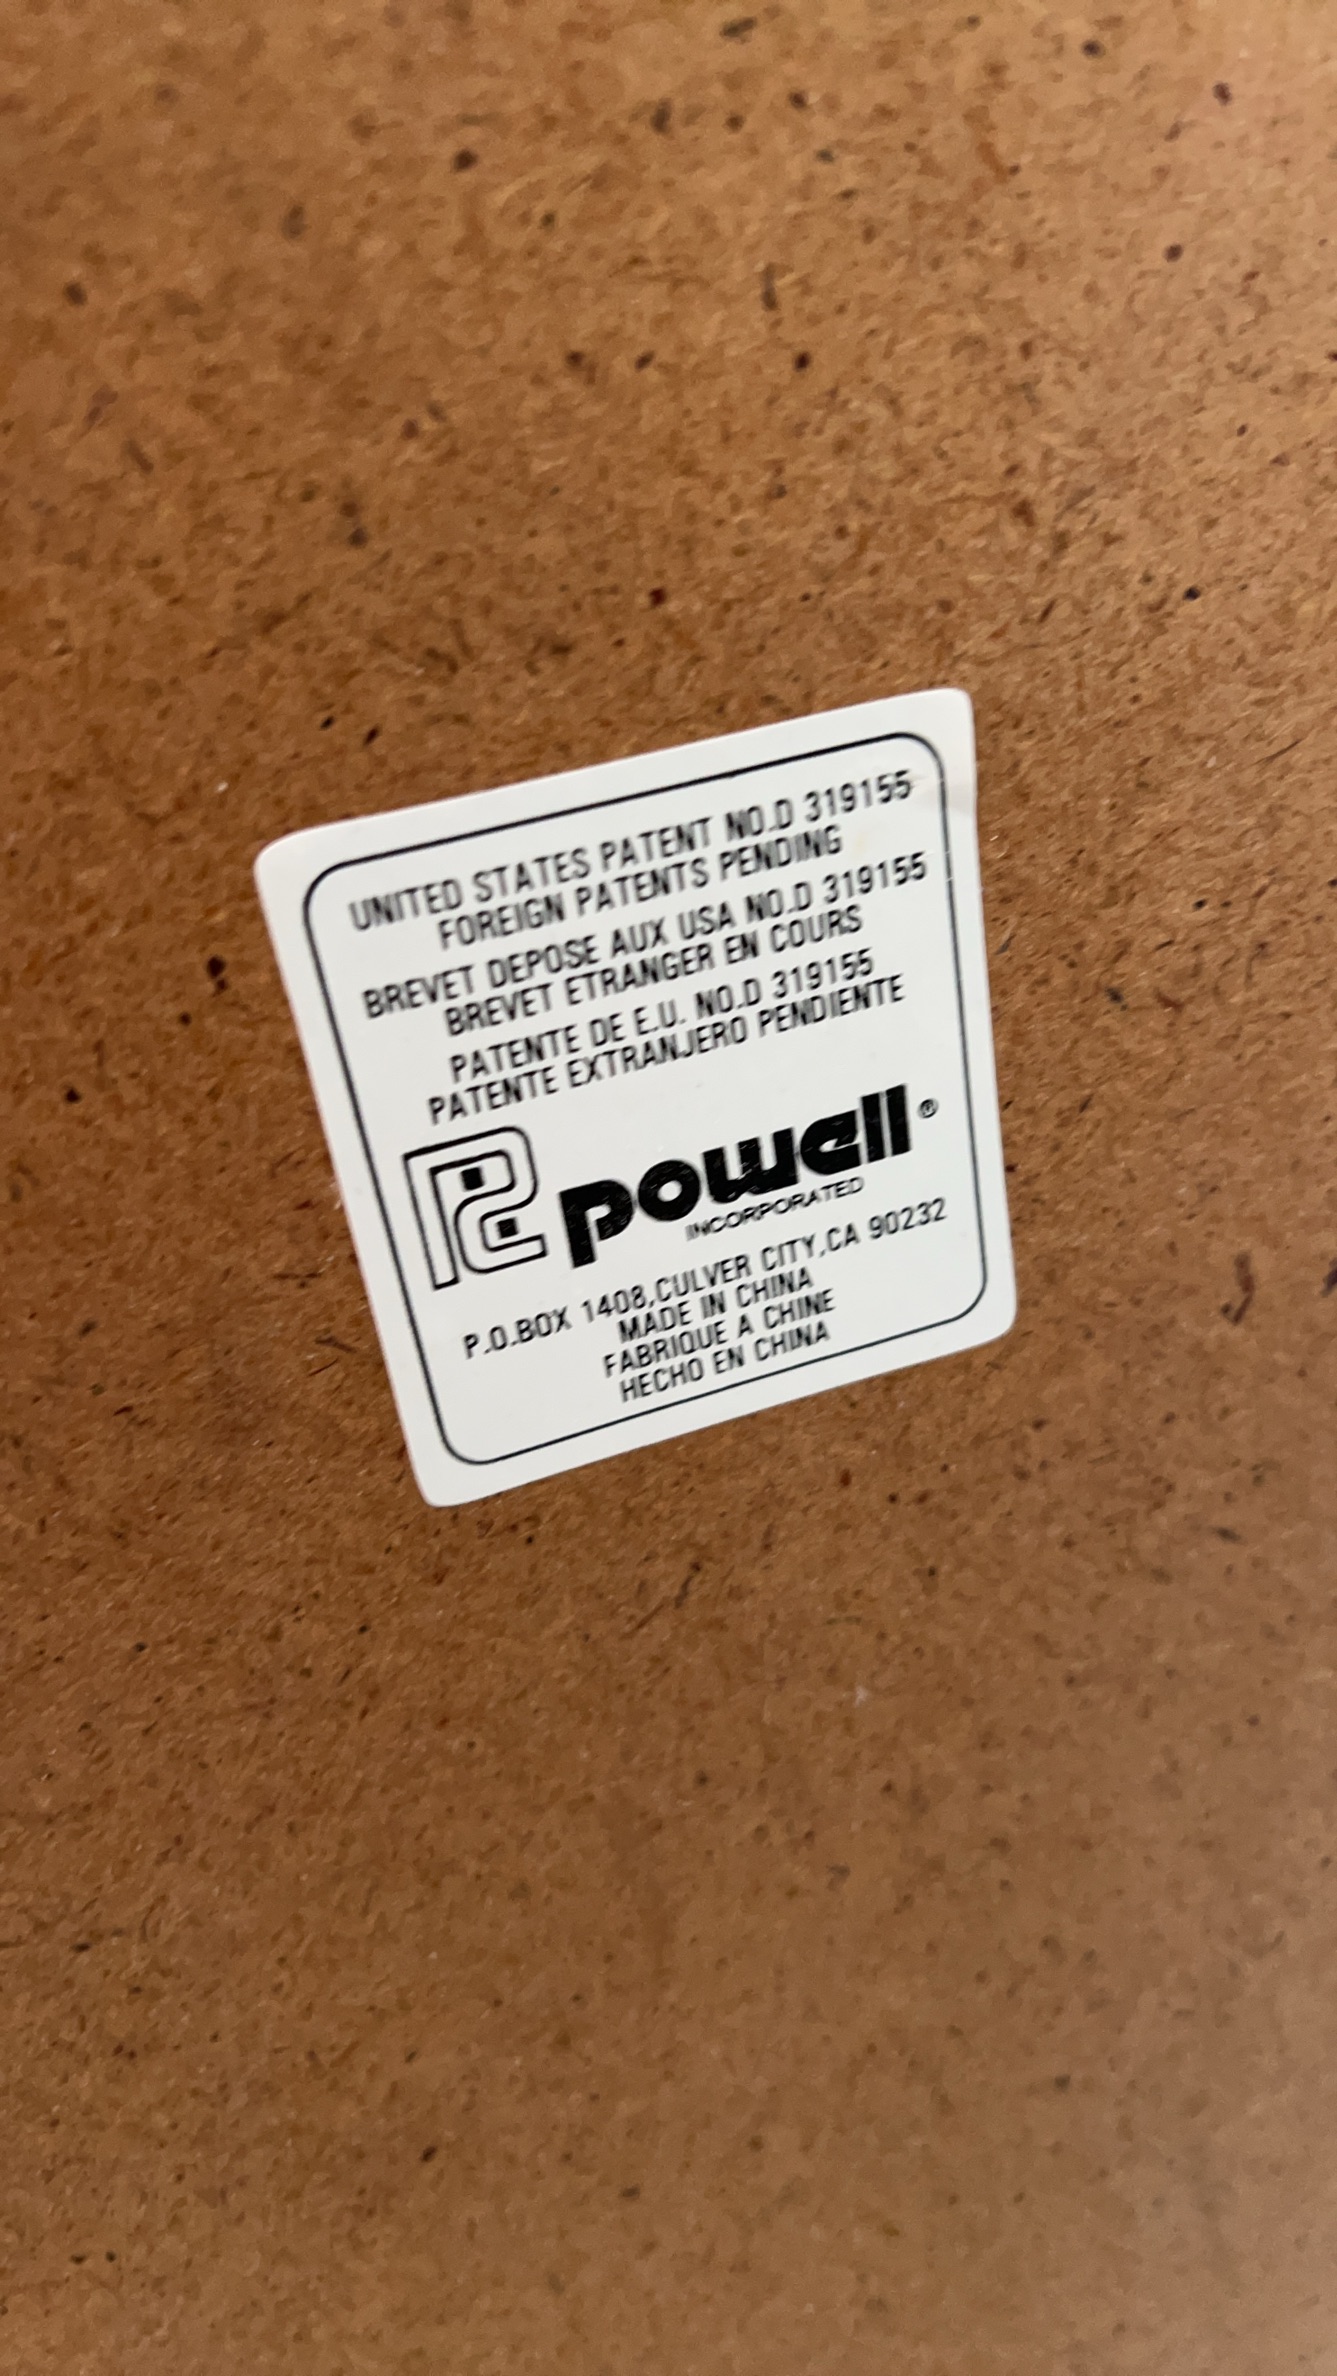 UNITED STATES PATENT NO.D 319155
FOREIGN PATENTS PENDING
BREVET DEPOSE AUX USA NO.D 319155
BREVET ETRANGER EN COURS
PATENTE DE E.U. NO.D 319155
PATENTE EXTRANJERO PENDIENTE
powell®
INCORPORATED
P.O.BOX 1408,CULVER CITY,CA 90232
MADE IN CHINA
FABRIQUE A CHINE
HECHO EN CHINA